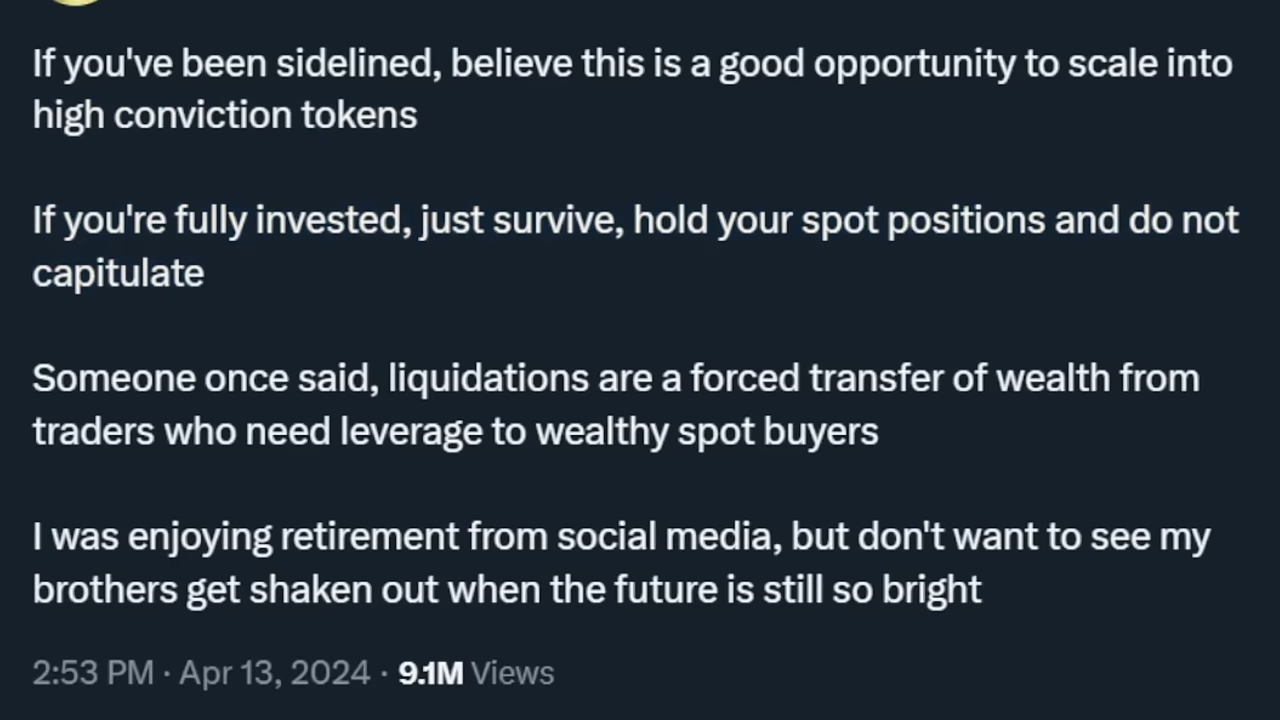 If you've been sidelined, believe this is a good opportunity to scale into
high conviction tokens
If you're fully invested, just survive, hold your spot positions and do not
capitulate
Someone once said, liquidations are a forced transfer of wealth from
traders who need leverage to wealthy spot buyers
I was enjoying retirement from social media, but don't want to see my
brothers get shaken out when the future is still so bright
2:53 PM · Apr 13, 2024 · 9.1M Views